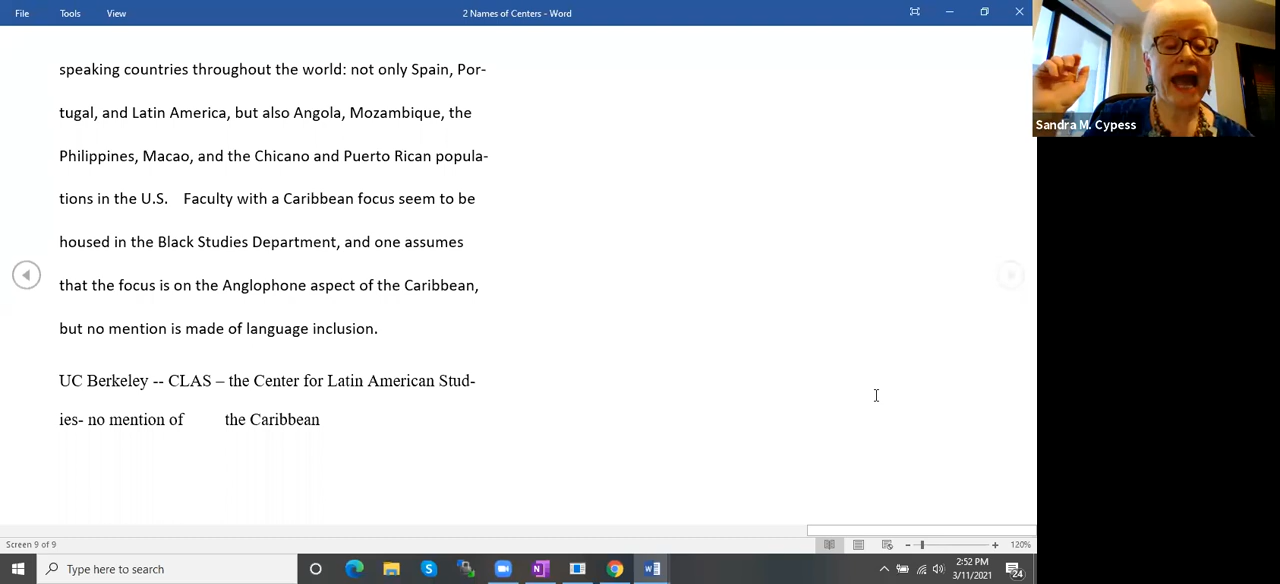 File Tools View 2 Names of Centers - Word
speaking countries throughout the world: not only Spain, Por-
tugal, and Latin America, but also Angola, Mozambique, the
Philippines, Macao, and the Chicano and Puerto Rican popula-
tions in the U.S. Faculty with a Caribbean focus seem to be
housed in the Black Studies Department, and one assumes
that the focus is on the Anglophone aspect of the Caribbean,
but no mention is made of language inclusion.
UC Berkeley -- CLAS – the Center for Latin American Stud-
ies- no mention of the Caribbean
Sandra M. Cypess
Screen 9 of 9 120%
Type here to search
2:52 PM
3/11/2021
24